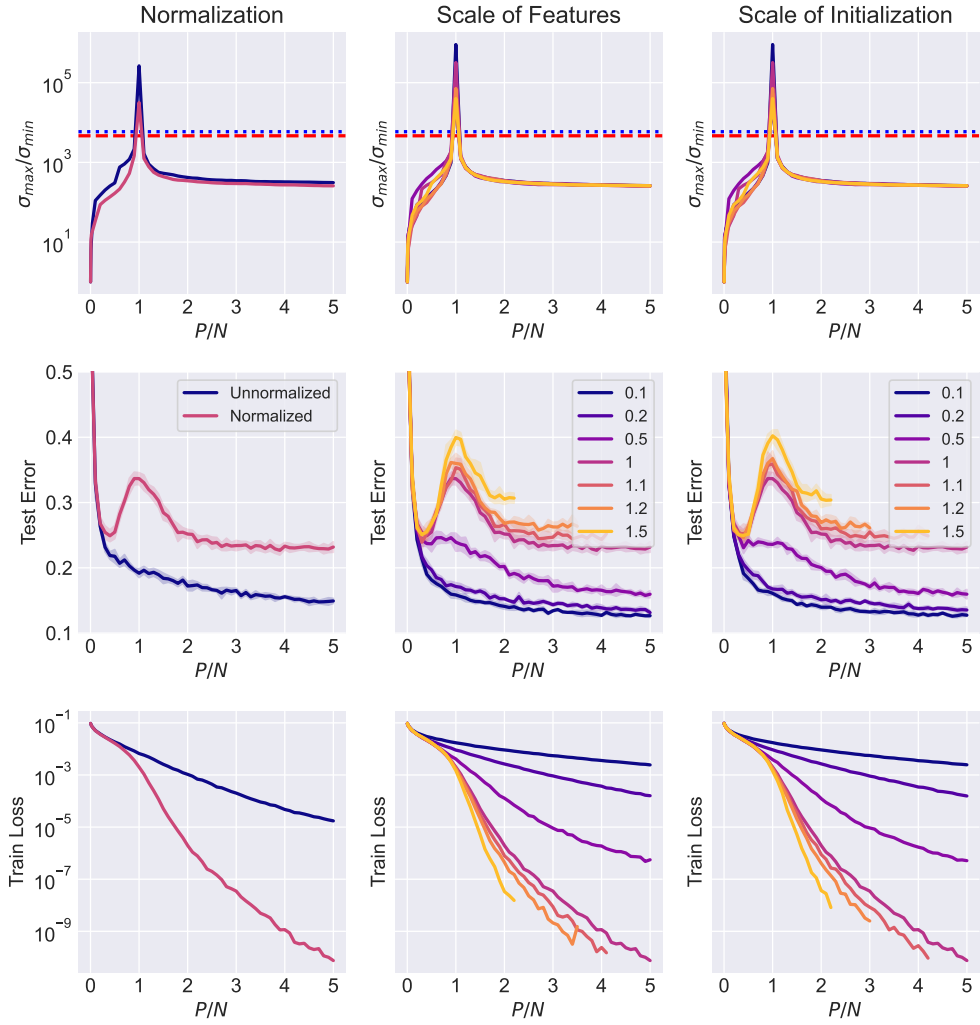 Normalization
Scale of Features
Scale of Initialization
σmax/σmin
10^5
10^3
10^1
0 1 2 3 4 5
P/N
σmax/σmin
0 1 2 3 4 5
P/N
σmax/σmin
0 1 2 3 4 5
P/N
Test Error
0.5
0.4
0.3
0.2
0.1
Unnormalized
Normalized
0 1 2 3 4 5
P/N
Test Error
0.1
0.2
0.5
1
1.1
1.2
1.5
0 1 2 3 4 5
P/N
Test Error
0.1
0.2
0.5
1
1.1
1.2
1.5
0 1 2 3 4 5
P/N
Train Loss
10^−1
10^−3
10^−5
10^−7
10^−9
0 1 2 3 4 5
P/N
Train Loss
0 1 2 3 4 5
P/N
Train Loss
0 1 2 3 4 5
P/N